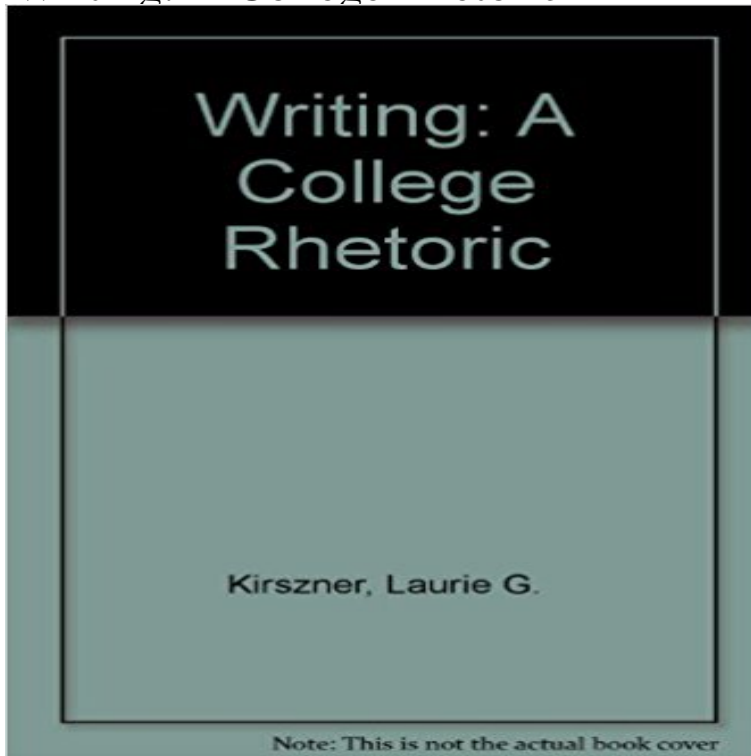 Writing: A
College
Rhetoric
Kirszner, Laurie G.
Note: This is not the actual book cover